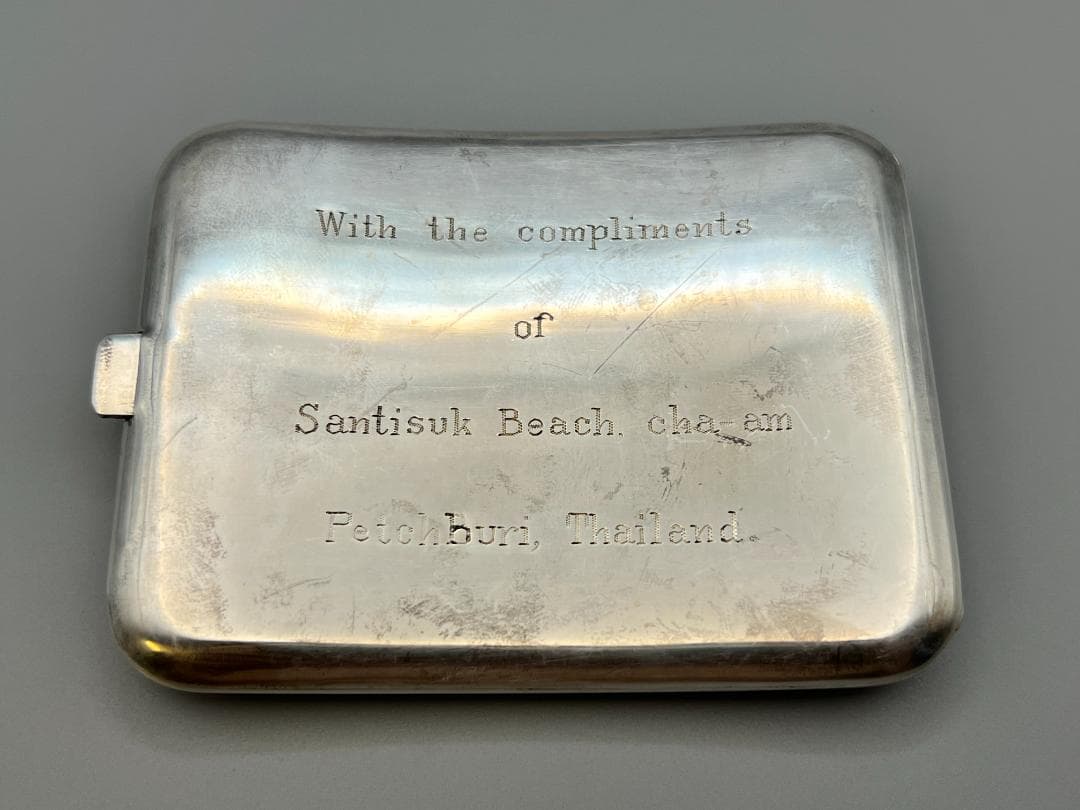 With the compliments
of
Santisuk Beach, cha-am
Petchburi, Thailand.